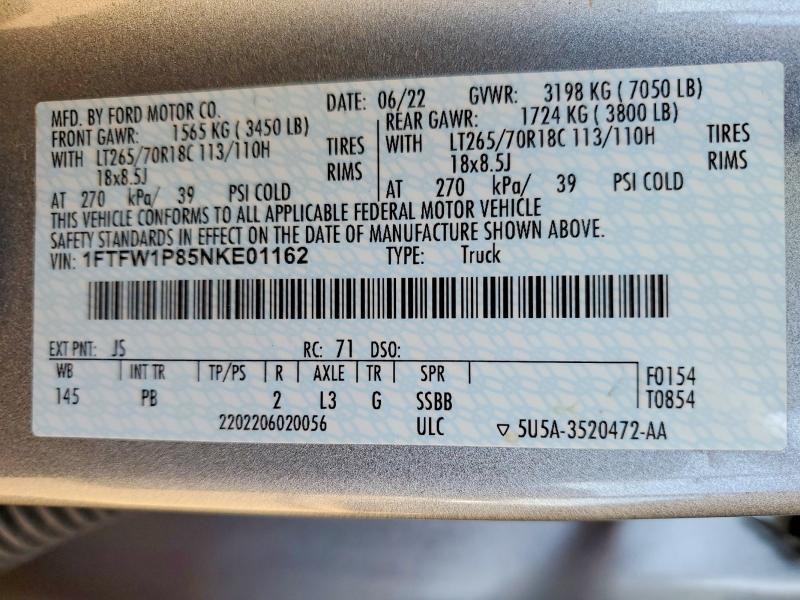 MFD. BY FORD MOTOR CO. DATE: 06/22 GVWR: 3198 KG ( 7050 LB)
FRONT GAWR: 1565 KG ( 3450 LB) REAR GAWR: 1724 KG ( 3800 LB)
WITH LT265/70R18C 113/110H TIRES WITH LT265/70R18C 113/110H TIRES
18x8.5J RIMS 18x8.5J RIMS
AT 270 kPa/ 39 PSI COLD AT 270 kPa/ 39 PSI COLD
THIS VEHICLE CONFORMS TO ALL APPLICABLE FEDERAL MOTOR VEHICLE
SAFETY STANDARDS IN EFFECT ON THE DATE OF MANUFACTURE SHOWN ABOVE.
VIN: 1FTFW1P85NKE01162 TYPE: Truck
EXT PNT: JS RC: 71 DSO:
WB INT TR TP/PS R AXLE TR SPR F0154
145 PB 2 L3 G SSBB T0854
2202206020056 ULC ▽ 5U5A-3520472-AA